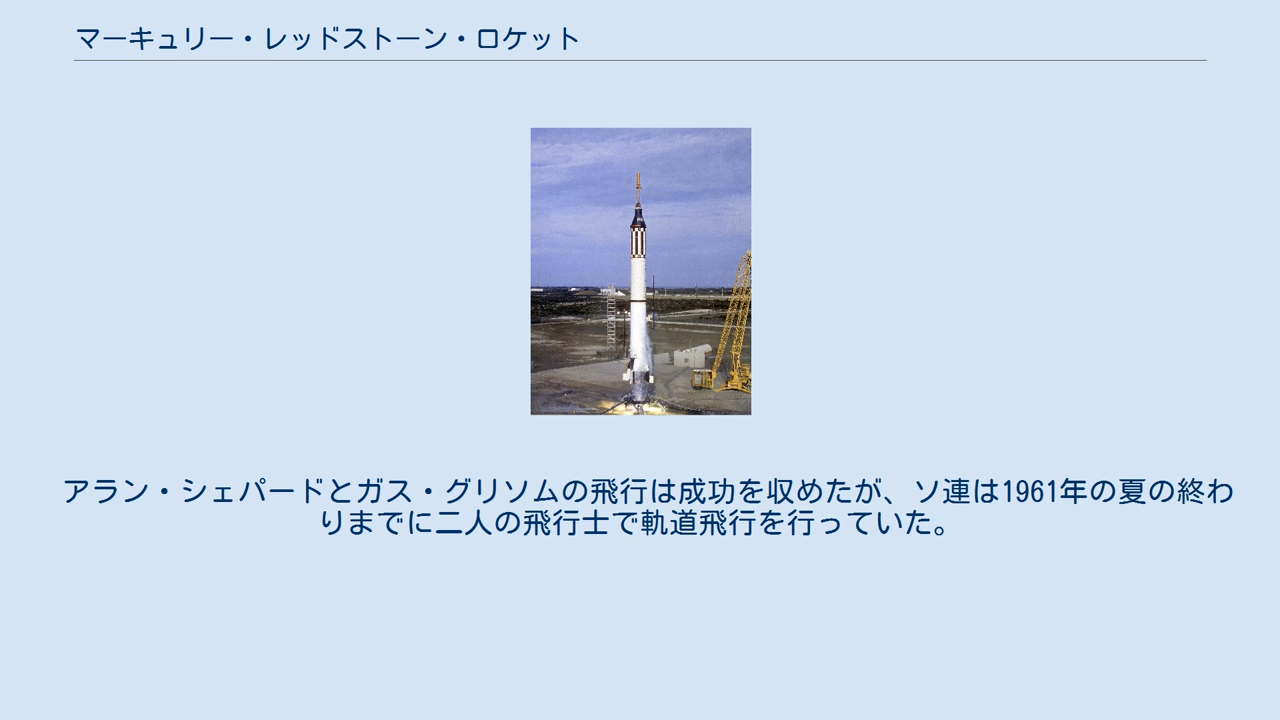 マーキュリー・レッドストーン・ロケット
アラン・シェパードとガス・グリソムの飛行は成功を収めたが、ソ連は1961年の夏の終わ
りまでに二人の飛行士で軌道飛行を行っていた。